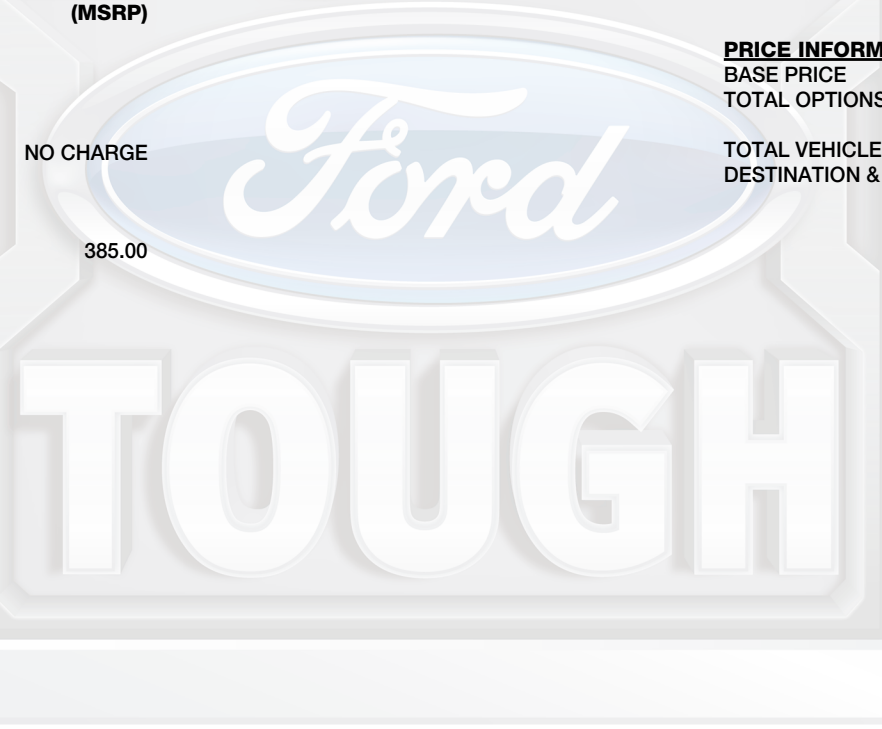 (MSRP)
NO CHARGE
385.00
PRICE INFORM
BASE PRICE
TOTAL OPTIONS
TOTAL VEHICLE
DESTINATION &
Ford
TOUGH